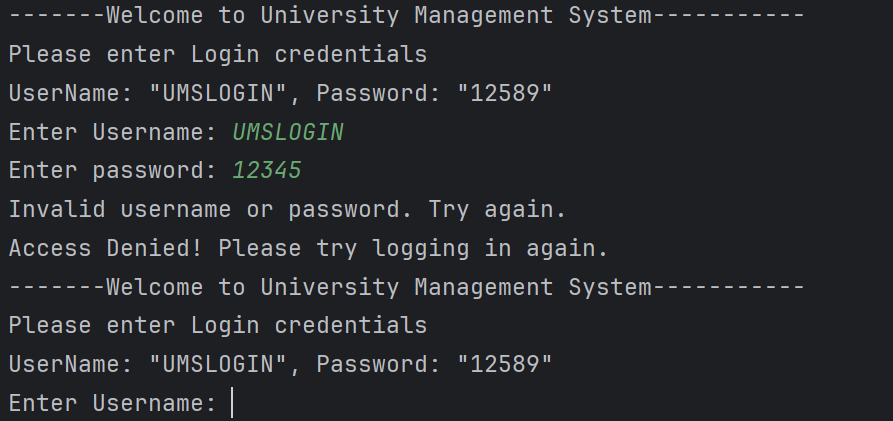 -------Welcome to University Management System-----------
Please enter Login credentials
UserName: "UMSLOGIN", Password: "12589"
Enter Username: UMSLOGIN
Enter password: 12345
Invalid username or password. Try again.
Access Denied! Please try logging in again.
-------Welcome to University Management System-----------
Please enter Login credentials
UserName: "UMSLOGIN", Password: "12589"
Enter Username: